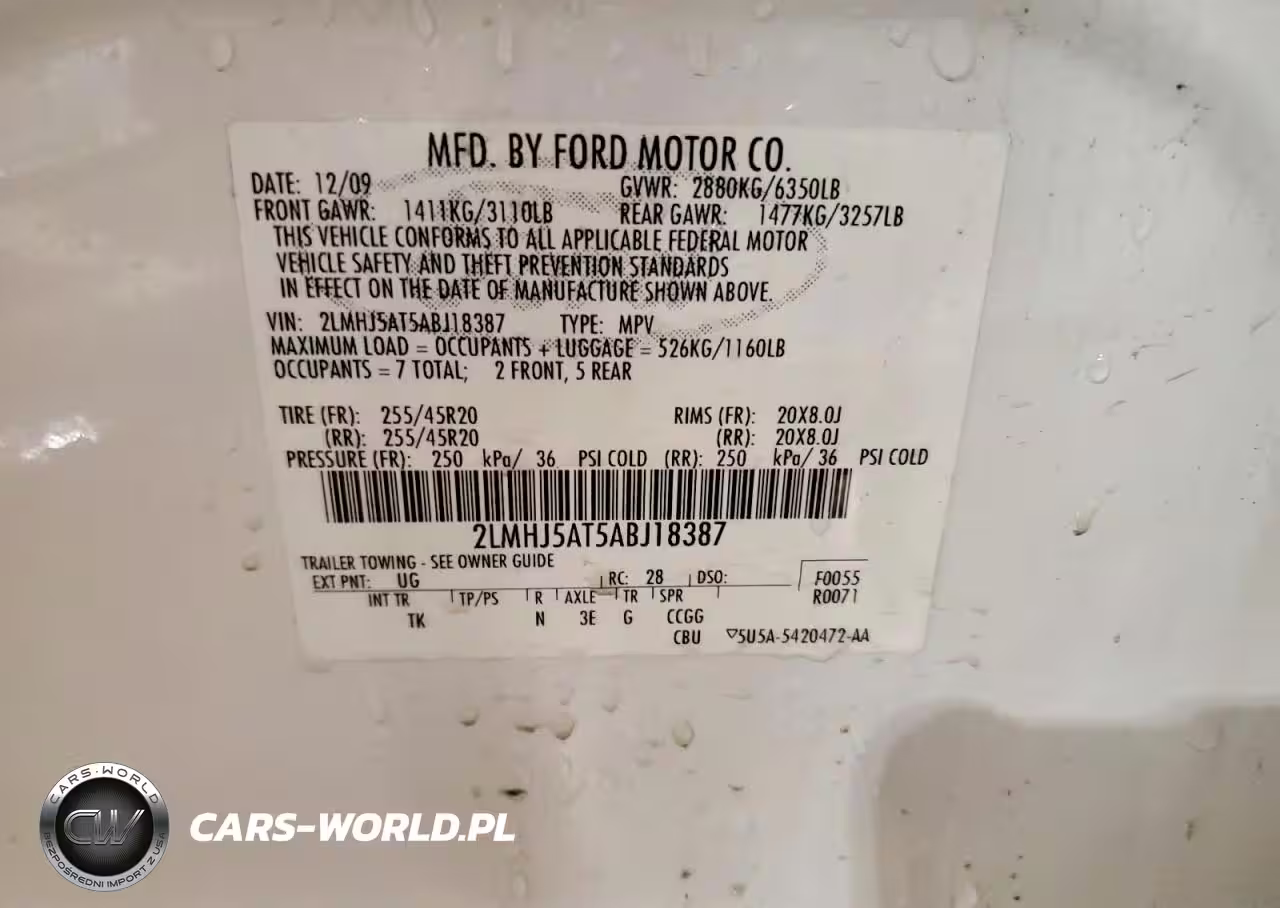 MFD. BY FORD MOTOR CO.
DATE: 12/09 GVWR: 2880KG/6350LB
FRONT GAWR: 1411KG/3110LB REAR GAWR: 1477KG/3257LB
THIS VEHICLE CONFORMS TO ALL APPLICABLE FEDERAL MOTOR
VEHICLE SAFETY AND THEFT PREVENTION STANDARDS
IN EFFECT ON THE DATE OF MANUFACTURE SHOWN ABOVE.
VIN: 2LMHJ5AT5ABJ18387 TYPE: MPV
MAXIMUM LOAD = OCCUPANTS + LUGGAGE = 526KG/1160LB
OCCUPANTS = 7 TOTAL; 2 FRONT, 5 REAR
TIRE (FR): 255/45R20 RIMS (FR): 20X8.0J
(RR): 255/45R20 (RR): 20X8.0J
PRESSURE (FR): 250 kPa/ 36 PSI COLD (RR): 250 kPa/ 36 PSI COLD
2LMHJ5AT5ABJ18387
TRAILER TOWING - SEE OWNER GUIDE
EXT PNT: UG RC: 28 DSO: F0055
INT TR TP/PS R AXLE TR SPR R0071
TK N 3E G CCGG
CBU ▽5U5A-5420472-AA
CARS-WORLD
CW
BEZPOŚREDNI IMPORT Z USA
CARS-WORLD.PL